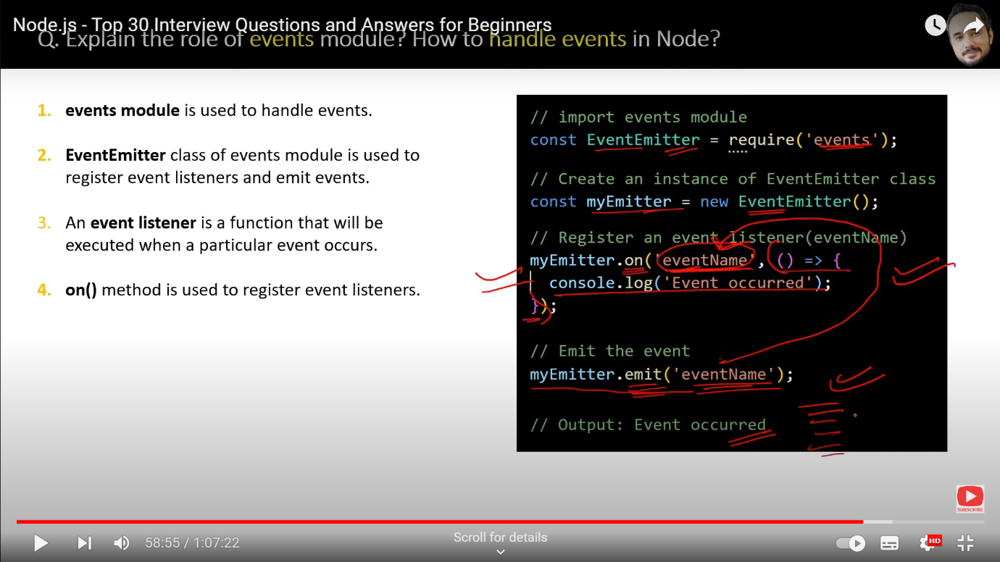 Node.js - Top 30 Interview Questions and Answers for Beginners
Q. Explain the role of events module? How to handle events in Node?
1. events module is used to handle events.
2. EventEmitter class of events module is used to
register event listeners and emit events.
3. An event listener is a function that will be
executed when a particular event occurs.
4. on() method is used to register event listeners.
// import events module
const EventEmitter = require('events');
// Create an instance of EventEmitter class
const myEmitter = new EventEmitter();
// Register an event listener(eventName)
myEmitter.on('eventName', () => {
console.log('Event occurred');
});
// Emit the event
myEmitter.emit('eventName');
// Output: Event occurred
SUBSCRIBE
58:55 / 1:07:22
Scroll for details
HD